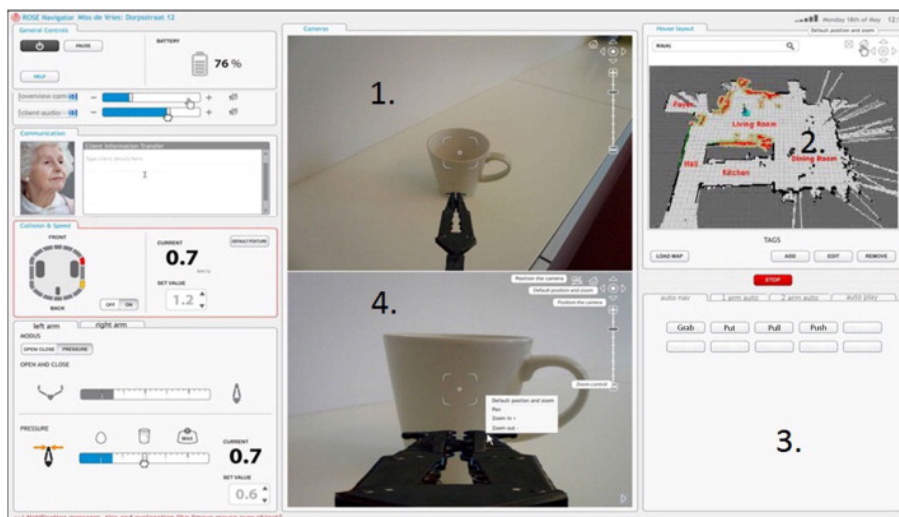 ROSE Navigator Miss de Vries: Dorpsstraat 12
Monday 18th of May
General Controls
PAUSE
BATTERY
76 %
HELP
overview cam
client audio
Communication
Client Information Transfer
Type client details here
Collision & Speed
FRONT
BACK
CURRENT
0.7
DEFAULT POSTURE
SET VALUE
1.2
OFF ON
left arm
right arm
MODUS
OPEN/CLOSE PRESSURE
OPEN AND CLOSE
PRESSURE
MAX
CURRENT
0.7
SET VALUE
0.6
Cameras
1.
4.
Position the camera
Default position and zoom
Position the camera
Zoom control
Default position and zoom
Pan
Zoom in +
Zoom out -
House layout
Default position and zoom
Foyer
Living Room
2.
Dining Room
Hall
Kitchen
TAGS
LOAD MAP
ADD
EDIT
REMOVE
STOP
auto nav
1 arm auto
2 arm auto
auto play
Grab
Put
Pull
Push
3.